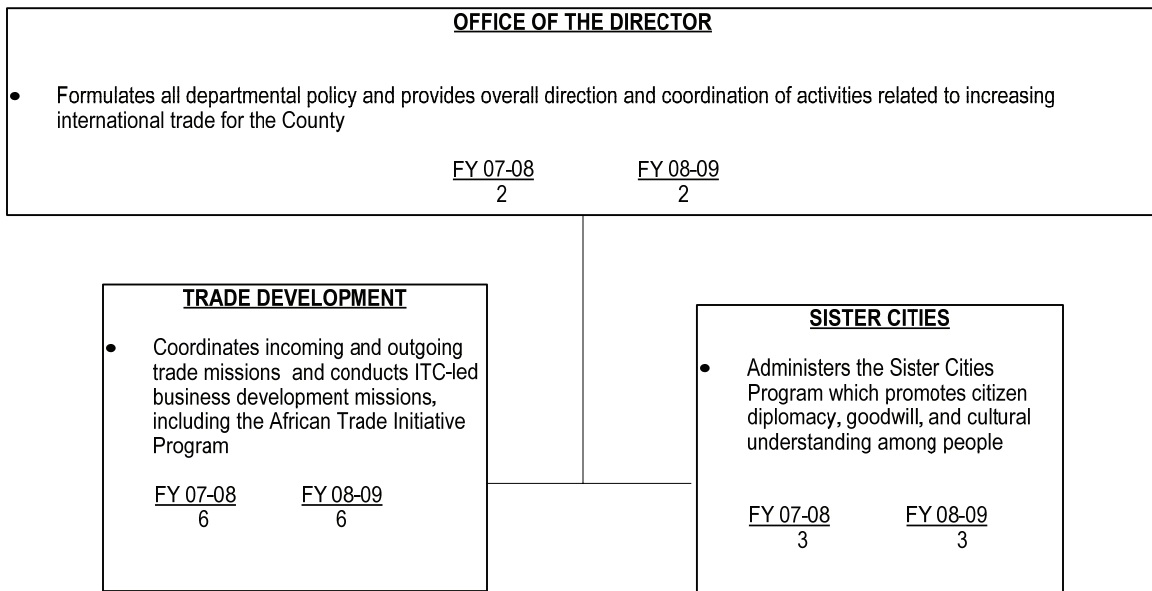 OFFICE OF THE DIRECTOR
• Formulates all departmental policy and provides overall direction and coordination of activities related to increasing
international trade for the County
FY 07-08 FY 08-09
2 2
TRADE DEVELOPMENT
• Coordinates incoming and outgoing
trade missions and conducts ITC-led
business development missions,
including the African Trade Initiative
Program
FY 07-08 FY 08-09
6 6
SISTER CITIES
• Administers the Sister Cities
Program which promotes citizen
diplomacy, goodwill, and cultural
understanding among people
FY 07-08 FY 08-09
3 3